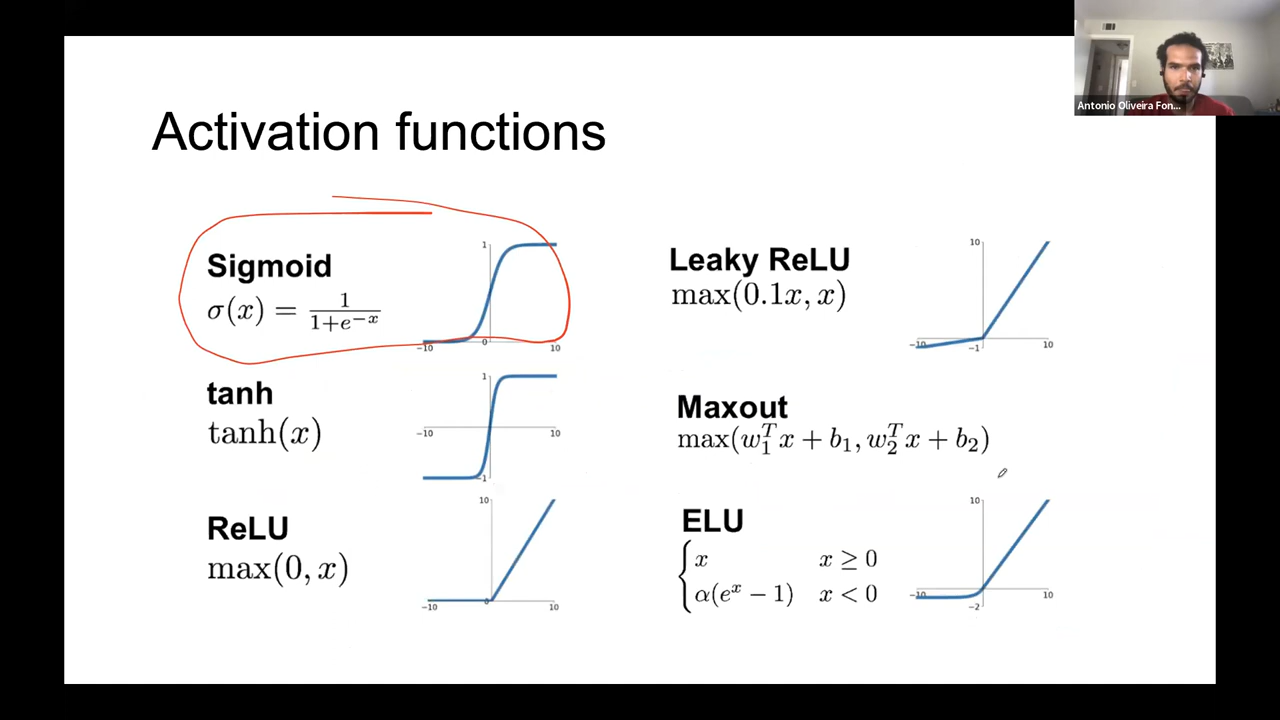 Antonio Oliveira Fon...
Activation functions
Sigmoid
σ(x) = 1/(1+e^{-x})
1
-10
0
10
tanh
tanh(x)
1
-10
10
-1
ReLU
max(0, x)
10
-10
0
10
Leaky ReLU
max(0.1x, x)
10
-10
-1
10
Maxout
max(w_1^T x + b_1, w_2^T x + b_2)
ELU
{ x x ≥ 0
α(e^x − 1) x < 0
10
-10
-2
10